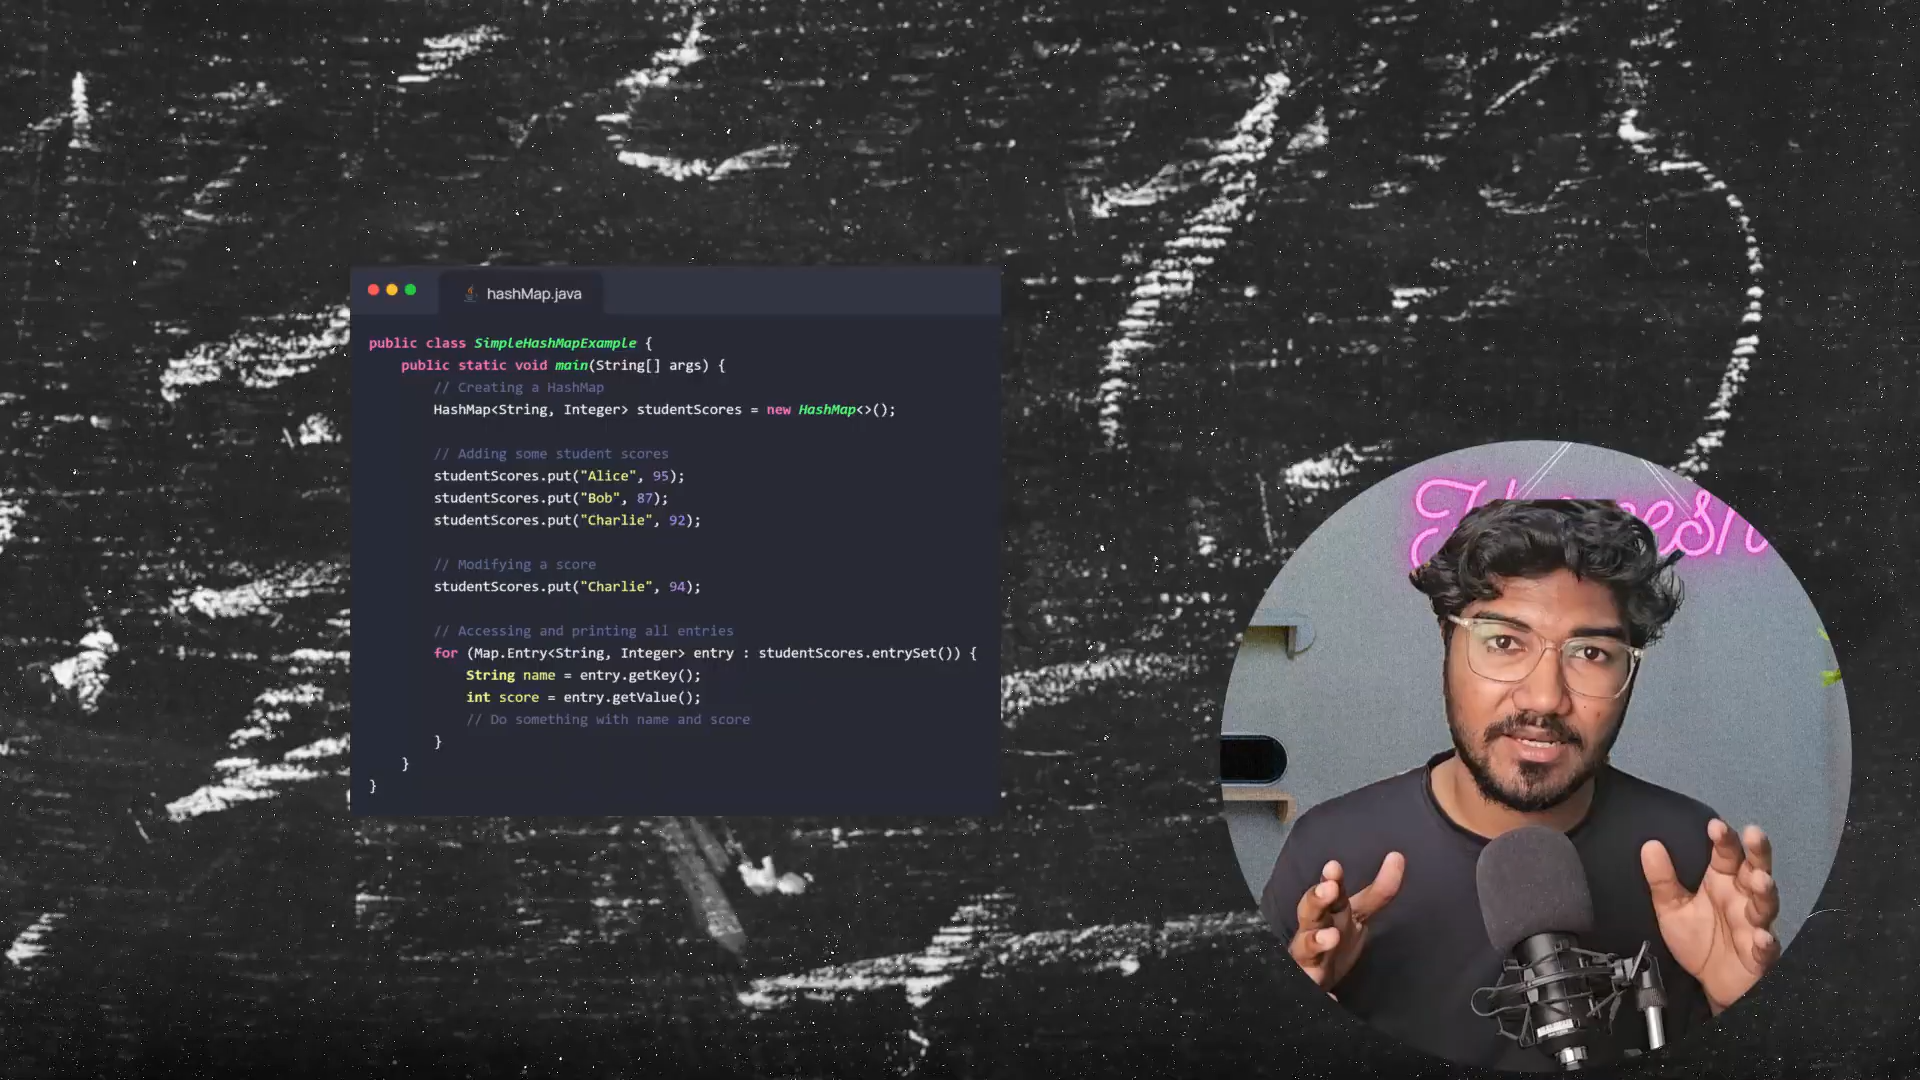 hashMap.java
public class SimpleHashMapExample {
public static void main(String[] args) {
// Creating a HashMap
HashMap<String, Integer> studentScores = new HashMap<>();
// Adding some student scores
studentScores.put("Alice", 95);
studentScores.put("Bob", 87);
studentScores.put("Charlie", 92);
// Modifying a score
studentScores.put("Charlie", 94);
// Accessing and printing all entries
for (Map.Entry<String, Integer> entry : studentScores.entrySet()) {
String name = entry.getKey();
int score = entry.getValue();
// Do something with name and score
}
}
}